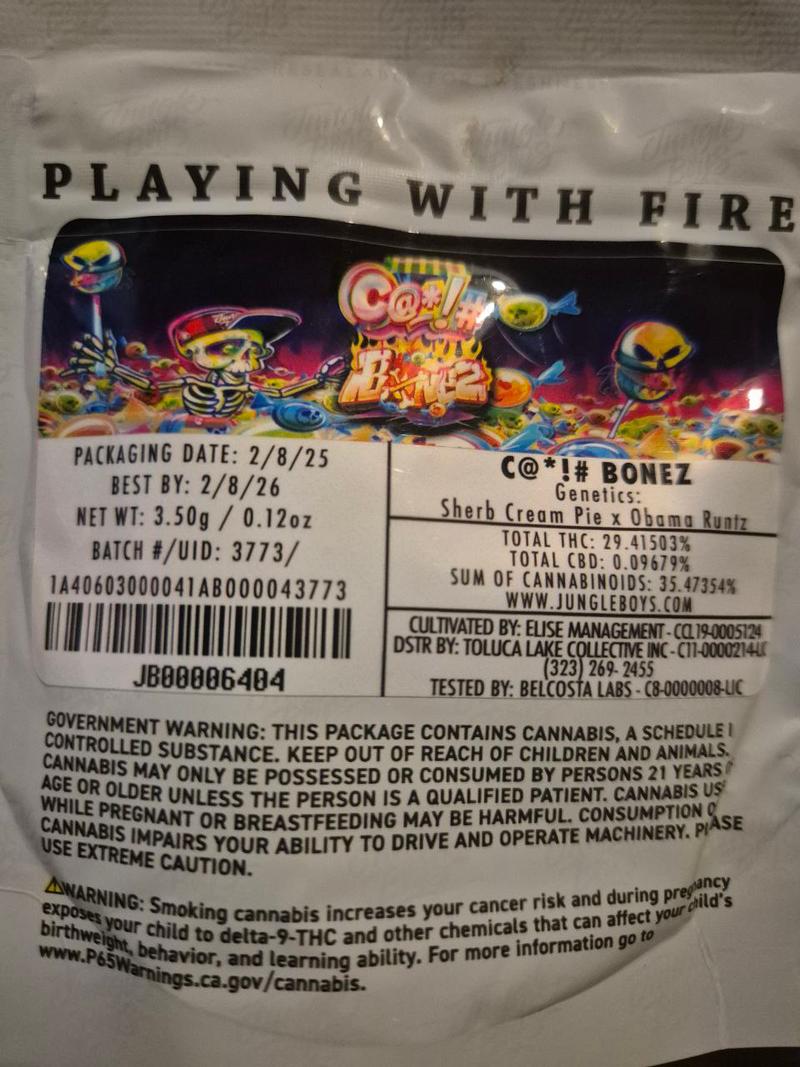 PLAYING WITH FIRE
C@*!#
BONEZ
PACKAGING DATE: 2/8/25
BEST BY: 2/8/26
NET WT: 3.50g / 0.12oz
BATCH #/UID: 3773/
1A40603000041AB000043773
JB00006404
C@*!# BONEZ
Genetics:
Sherb Cream Pie x Obama Runtz
TOTAL THC: 29.41503%
TOTAL CBD: 0.09679%
SUM OF CANNABINOIDS: 35.47354%
WWW.JUNGLEBOYS.COM
CULTIVATED BY: ELISE MANAGEMENT - CCL19-0005124
DSTR BY: TOLUCA LAKE COLLECTIVE INC - C11-0000214-LIC
(323) 269- 2455
TESTED BY: BELCOSTA LABS - C8-0000008-LIC
GOVERNMENT WARNING: THIS PACKAGE CONTAINS CANNABIS, A SCHEDULE I
CONTROLLED SUBSTANCE. KEEP OUT OF REACH OF CHILDREN AND ANIMALS.
CANNABIS MAY ONLY BE POSSESSED OR CONSUMED BY PERSONS 21 YEARS
AGE OR OLDER UNLESS THE PERSON IS A QUALIFIED PATIENT. CANNABIS US
WHILE PREGNANT OR BREASTFEEDING MAY BE HARMFUL. CONSUMPTION O
CANNABIS IMPAIRS YOUR ABILITY TO DRIVE AND OPERATE MACHINERY. PLEASE
USE EXTREME CAUTION.
WARNING: Smoking cannabis increases your cancer risk and during pregnancy
exposes your child to delta-9-THC and other chemicals that can affect your child's
birthweight, behavior, and learning ability. For more information go to
www.P65Warnings.ca.gov/cannabis.